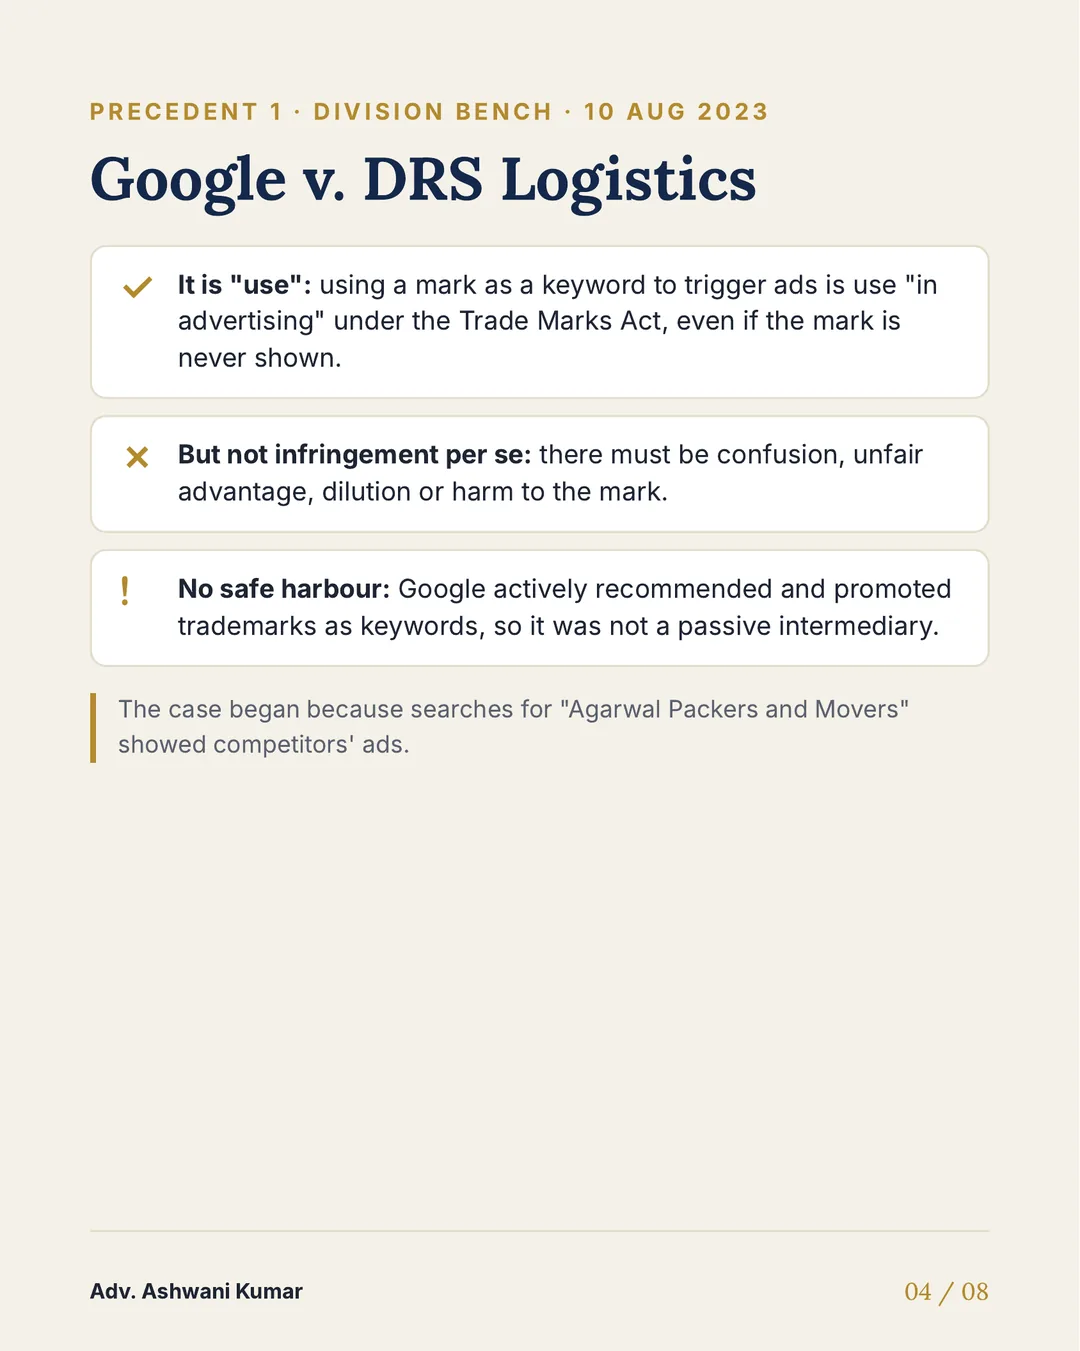 PRECEDENT 1 · DIVISION BENCH · 10 AUG 2023
Google v. DRS Logistics
✓ It is "use": using a mark as a keyword to trigger ads is use "in
advertising" under the Trade Marks Act, even if the mark is
never shown.
✕ But not infringement per se: there must be confusion, unfair
advantage, dilution or harm to the mark.
! No safe harbour: Google actively recommended and promoted
trademarks as keywords, so it was not a passive intermediary.
The case began because searches for "Agarwal Packers and Movers"
showed competitors' ads.
Adv. Ashwani Kumar
04 / 08